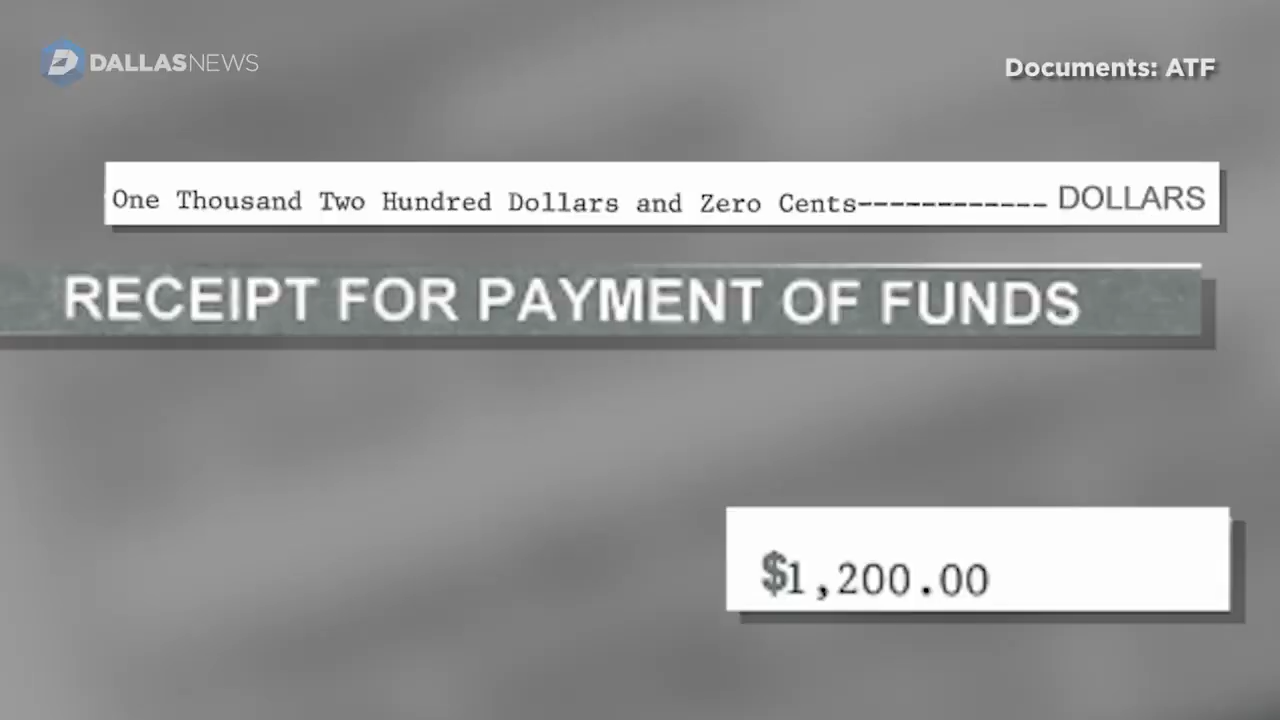 DALLASNEWS
Documents: ATF
One Thousand Two Hundred Dollars and Zero Cents------------ DOLLARS
RECEIPT FOR PAYMENT OF FUNDS
$1,200.00